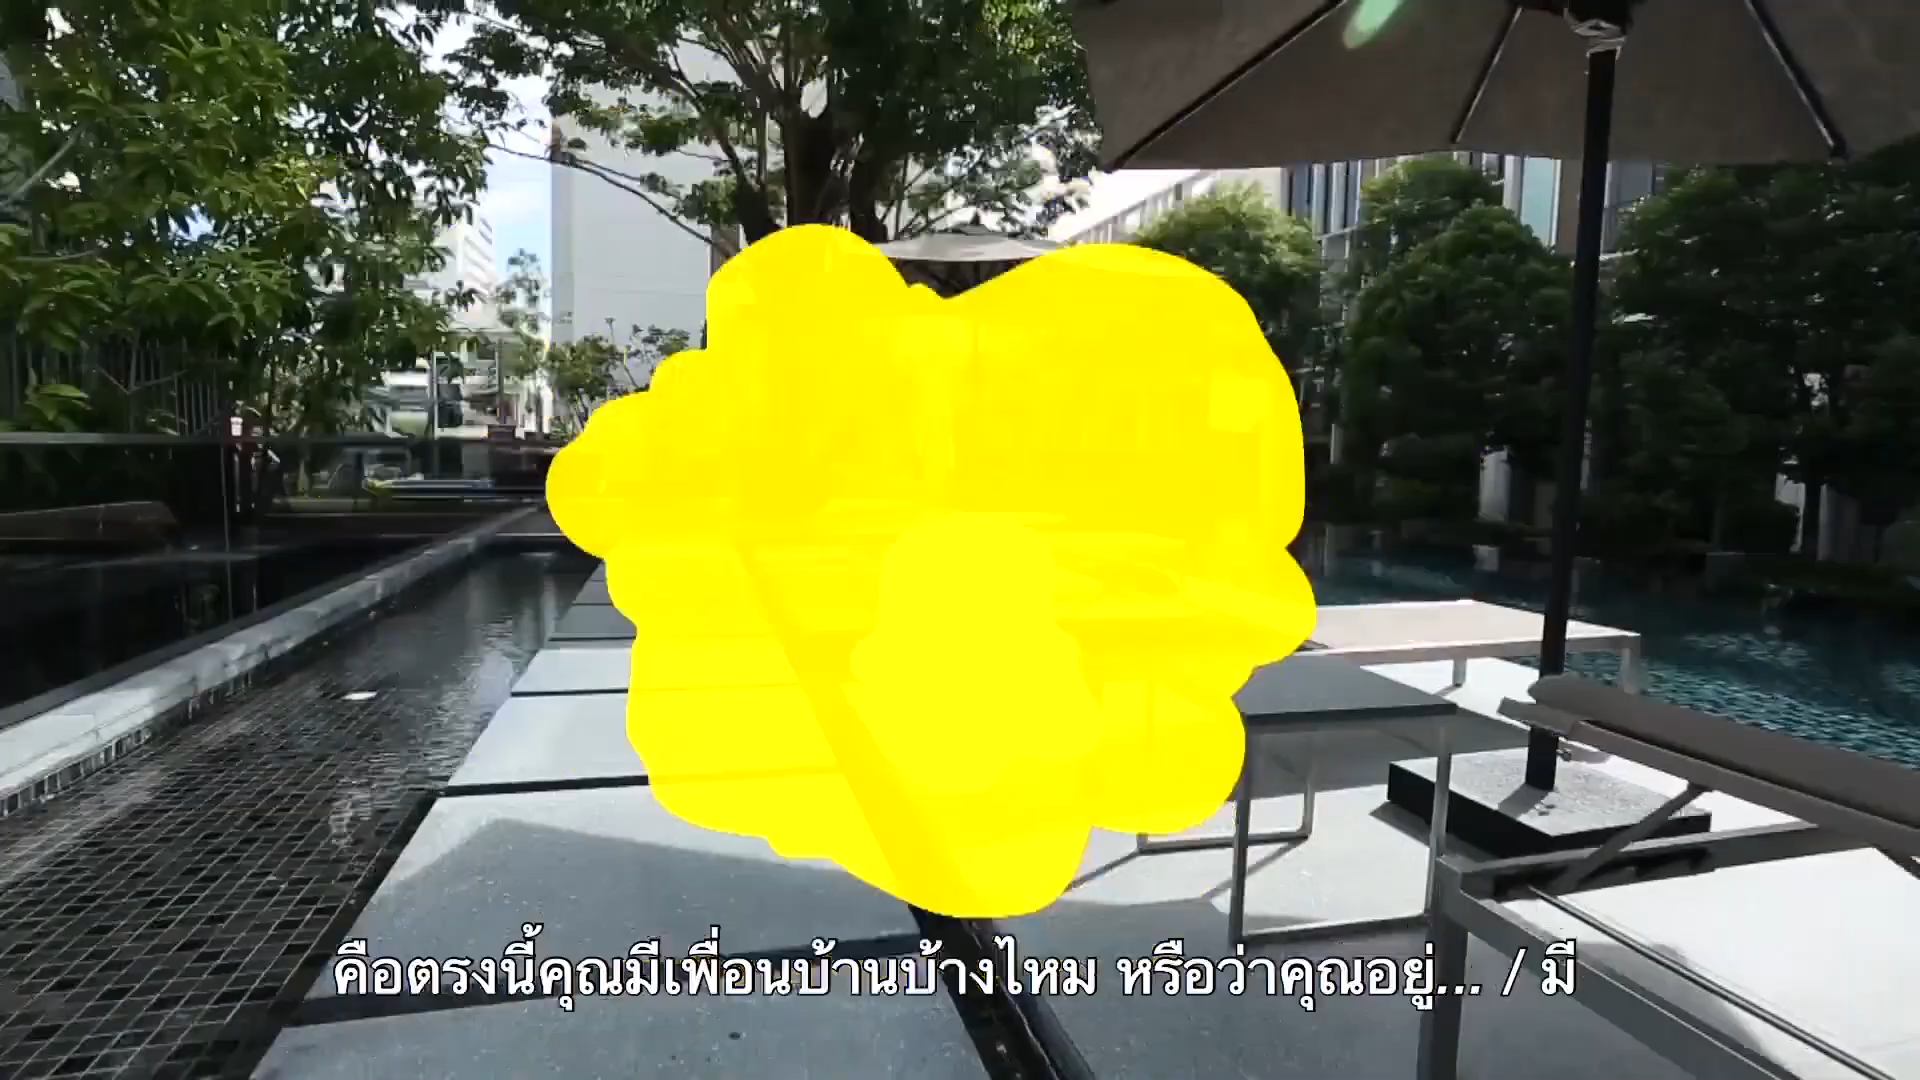 คือตรงนี้คุณมีเพื่อนบ้านบ้างไหม หรือว่าคุณอยู่... / มี